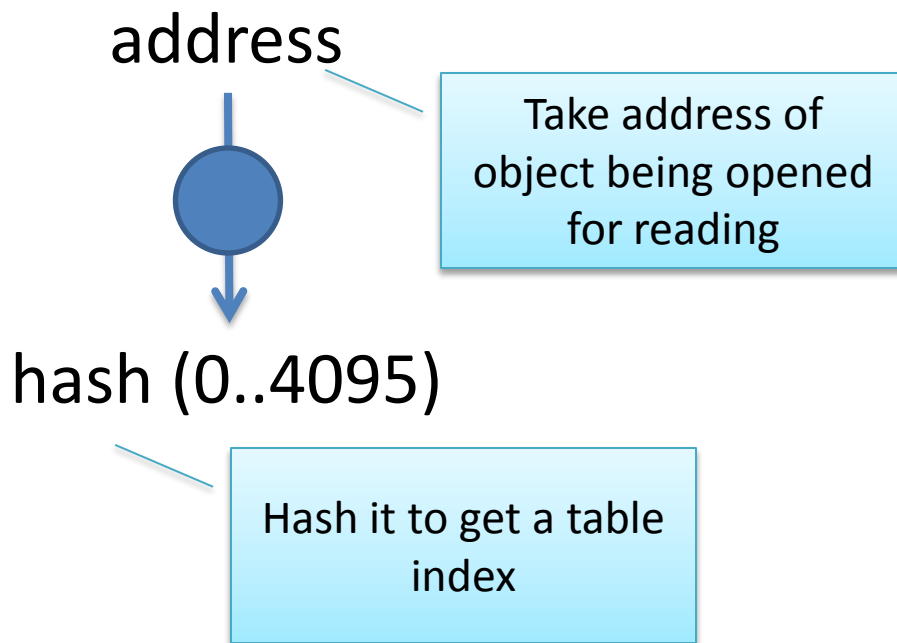 address
Take address of
object being opened
for reading
hash (0..4095)
Hash it to get a table
index